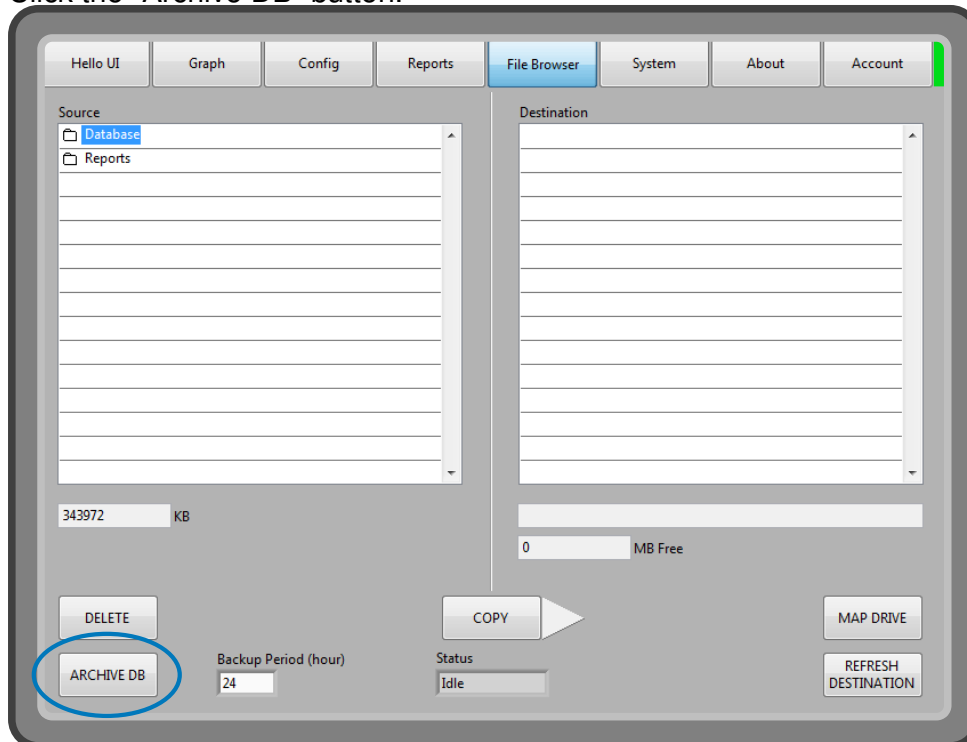 Click the "Archive DB" button.
Hello UI
Graph
Config
Reports
File Browser
System
About
Account
Source
Destination
Database
Reports
343972 KB
0 MB Free
DELETE
COPY
MAP DRIVE
ARCHIVE DB
Backup Period (hour)
24
Status
Idle
REFRESH
DESTINATION